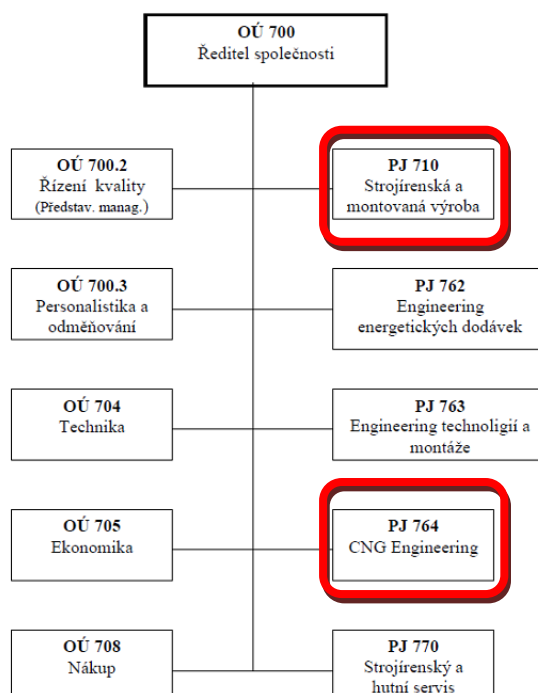 OÚ 700
Ředitel společnosti
OÚ 700.2
Řízení kvality
(Představ. manag.)
PJ 710
Strojírenská a
montovaná výroba
OÚ 700.3
Personalistika a
odměňování
PJ 762
Engineering
energetických dodávek
OÚ 704
Technika
PJ 763
Engineering technoligií a
montáže
OÚ 705
Ekonomika
PJ 764
CNG Engineering
OÚ 708
Nákup
PJ 770
Strojírenský a
hutní servis